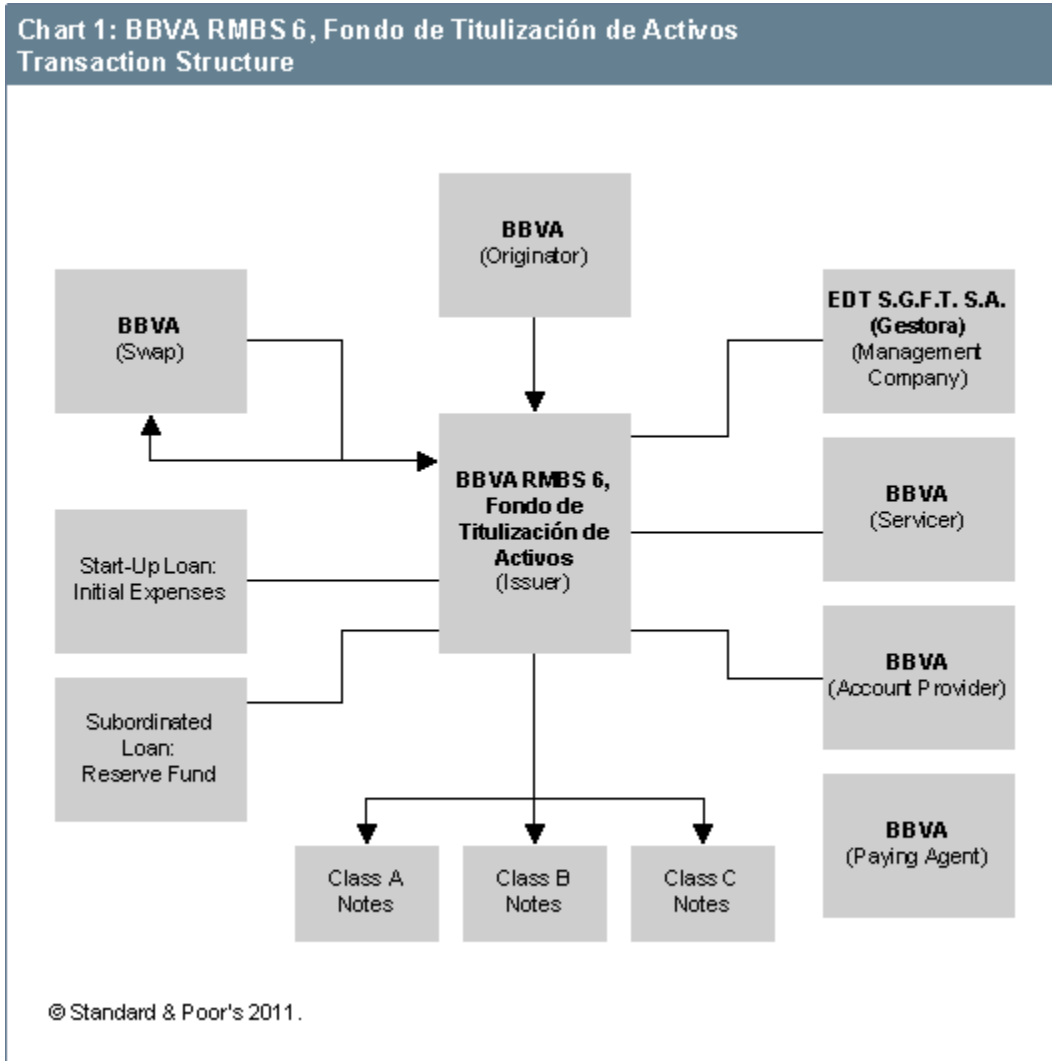 Chart 1: BBVA RMBS 6, Fondo de Titulización de Activos
Transaction Structure
BBVA
(Originator)
BBVA
(Swap)
EDT S.G.F.T. S.A.
(Gestora)
(Management
Company)
BBVA RMBS 6,
Fondo de
Titulización de
Activos
(Issuer)
BBVA
(Servicer)
Start-Up Loan:
Initial Expenses
BBVA
(Account Provider)
Subordinated
Loan:
Reserve Fund
BBVA
(Paying Agent)
Class A
Notes
Class B
Notes
Class C
Notes
© Standard & Poor's 2011.